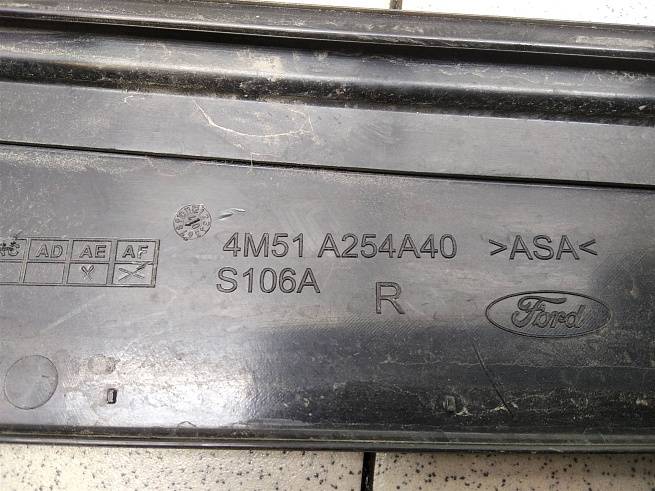 AD AE AF
4M51 A254A40 >ASA<
S106A R
Ford